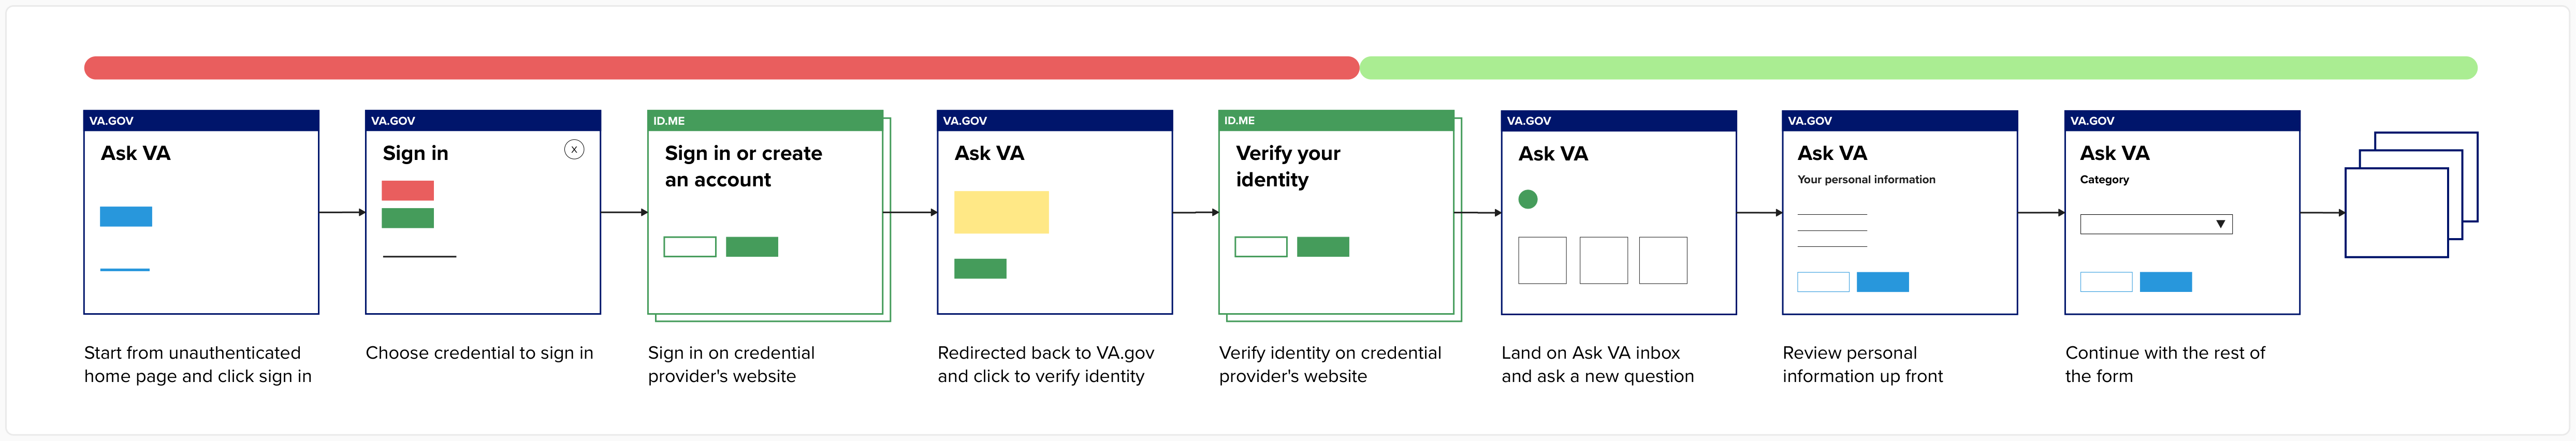 VA.GOV
Ask VA
Start from unauthenticated
home page and click sign in
VA.GOV
Sign in
X
Choose credential to sign in
ID.ME
Sign in or create
an account
Sign in on credential
provider's website
VA.GOV
Ask VA
Redirected back to VA.gov
and click to verify identity
ID.ME
Verify your
identity
Verify identity on credential
provider's website
VA.GOV
Ask VA
Land on Ask VA inbox
and ask a new question
VA.GOV
Ask VA
Your personal information
Review personal
information up front
VA.GOV
Ask VA
Category
Continue with the rest of
the form